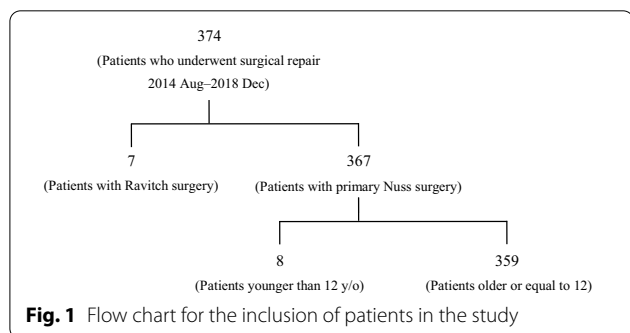 374
(Patients who underwent surgical repair
2014 Aug–2018 Dec)
7
(Patients with Ravitch surgery)
367
(Patients with primary Nuss surgery)
8
(Patients younger than 12 y/o)
359
(Patients older or equal to 12)
Fig. 1 Flow chart for the inclusion of patients in the study